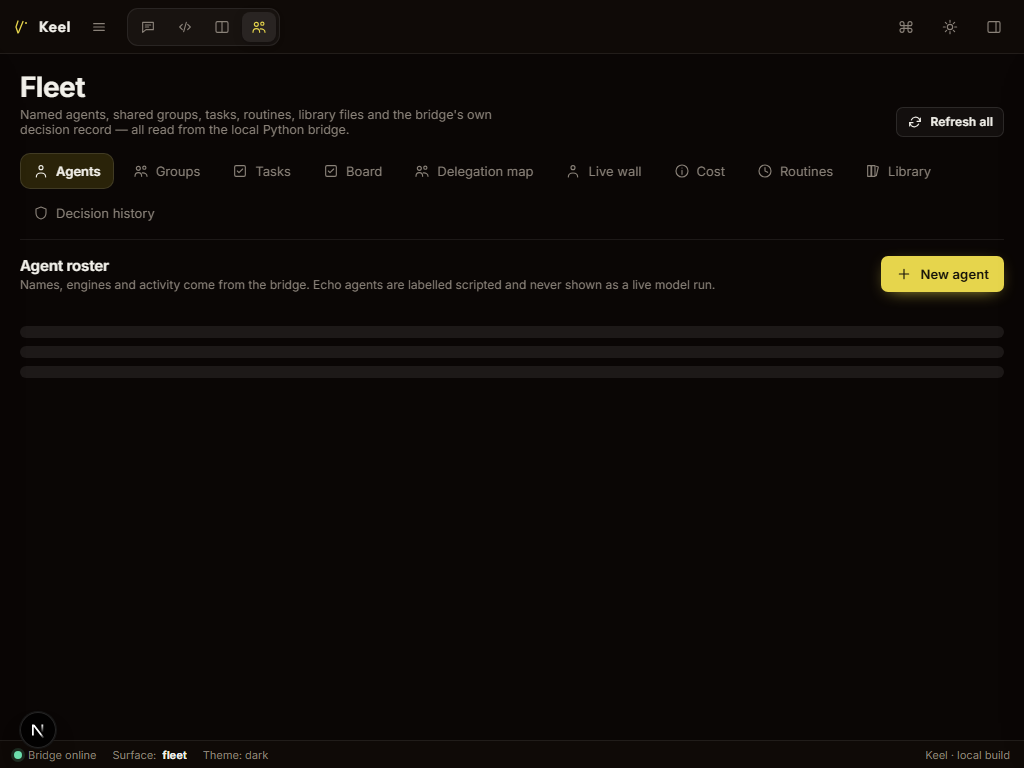 Keel
Fleet
Named agents, shared groups, tasks, routines, library files and the bridge's own
decision record — all read from the local Python bridge.
Refresh all
Agents
Groups
Tasks
Board
Delegation map
Live wall
Cost
Routines
Library
Decision history
Agent roster
Names, engines and activity come from the bridge. Echo agents are labelled scripted and never shown as a live model run.
New agent
N
Bridge online
Surface: fleet
Theme: dark
Keel · local build